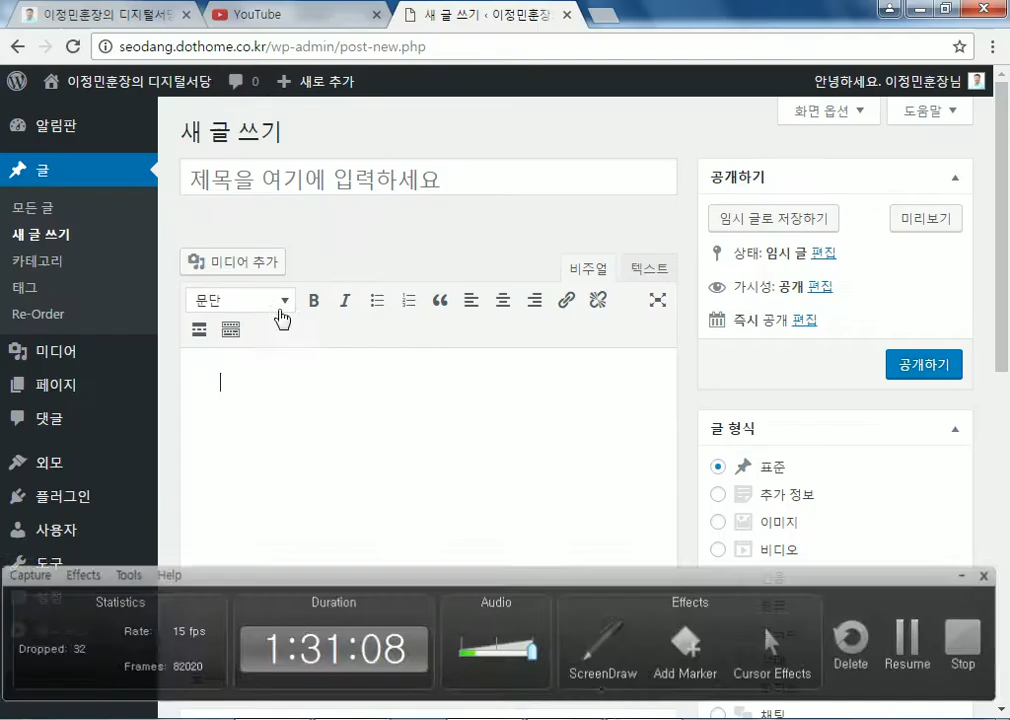 이정민훈장의 디지털서당
YouTube
새 글 쓰기 ‹ 이정민훈장
seodang.dothome.co.kr/wp-admin/post-new.php
이정민훈장의 디지털서당
0
새로 추가
안녕하세요. 이정민훈장님
알림판
글
모든 글
새 글 쓰기
카테고리
태그
Re-Order
미디어
페이지
댓글
외모
플러그인
사용자
도구
새 글 쓰기
화면 옵션
도움말
제목을 여기에 입력하세요
미디어 추가
비주얼
텍스트
문단
B
I
공개하기
임시 글로 저장하기
미리보기
상태: 임시 글 편집
가시성: 공개 편집
즉시 공개 편집
공개하기
글 형식
표준
추가 정보
이미지
비디오
채팅
Capture
Effects
Tools
Help
Statistics
Rate: 15 fps
Dropped: 32
Frames: 82020
Duration
1:31:08
Audio
Effects
ScreenDraw
Add Marker
Cursor Effects
Delete
Resume
Stop